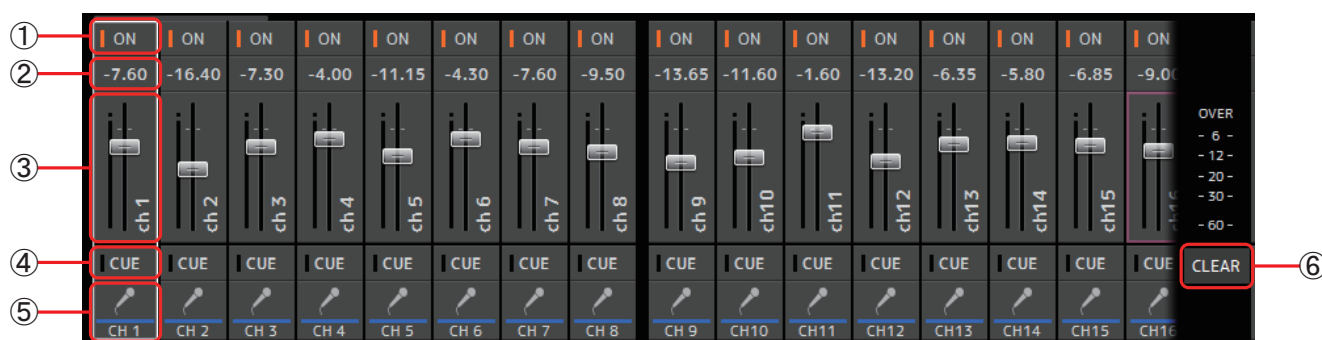 ① ON ON ON ON ON ON ON ON ON ON ON ON ON ON ON ON
② -7.60 -16.40 -7.30 -4.00 -11.15 -4.30 -7.60 -9.50 -13.65 -11.60 -1.60 -13.20 -6.35 -5.80 -6.85 -9.00
③ ch 1 ch 2 ch 3 ch 4 ch 5 ch 6 ch 7 ch 8 ch 9 ch10 ch11 ch12 ch13 ch14 ch15 ch16
OVER
- 6 -
- 12 -
- 20 -
- 30 -
- 60 -
④ CUE CUE CUE CUE CUE CUE CUE CUE CUE CUE CUE CUE CUE CUE CUE CUE CLEAR ⑥
⑤ CH 1 CH 2 CH 3 CH 4 CH 5 CH 6 CH 7 CH 8 CH 9 CH10 CH11 CH12 CH13 CH14 CH15 CH16